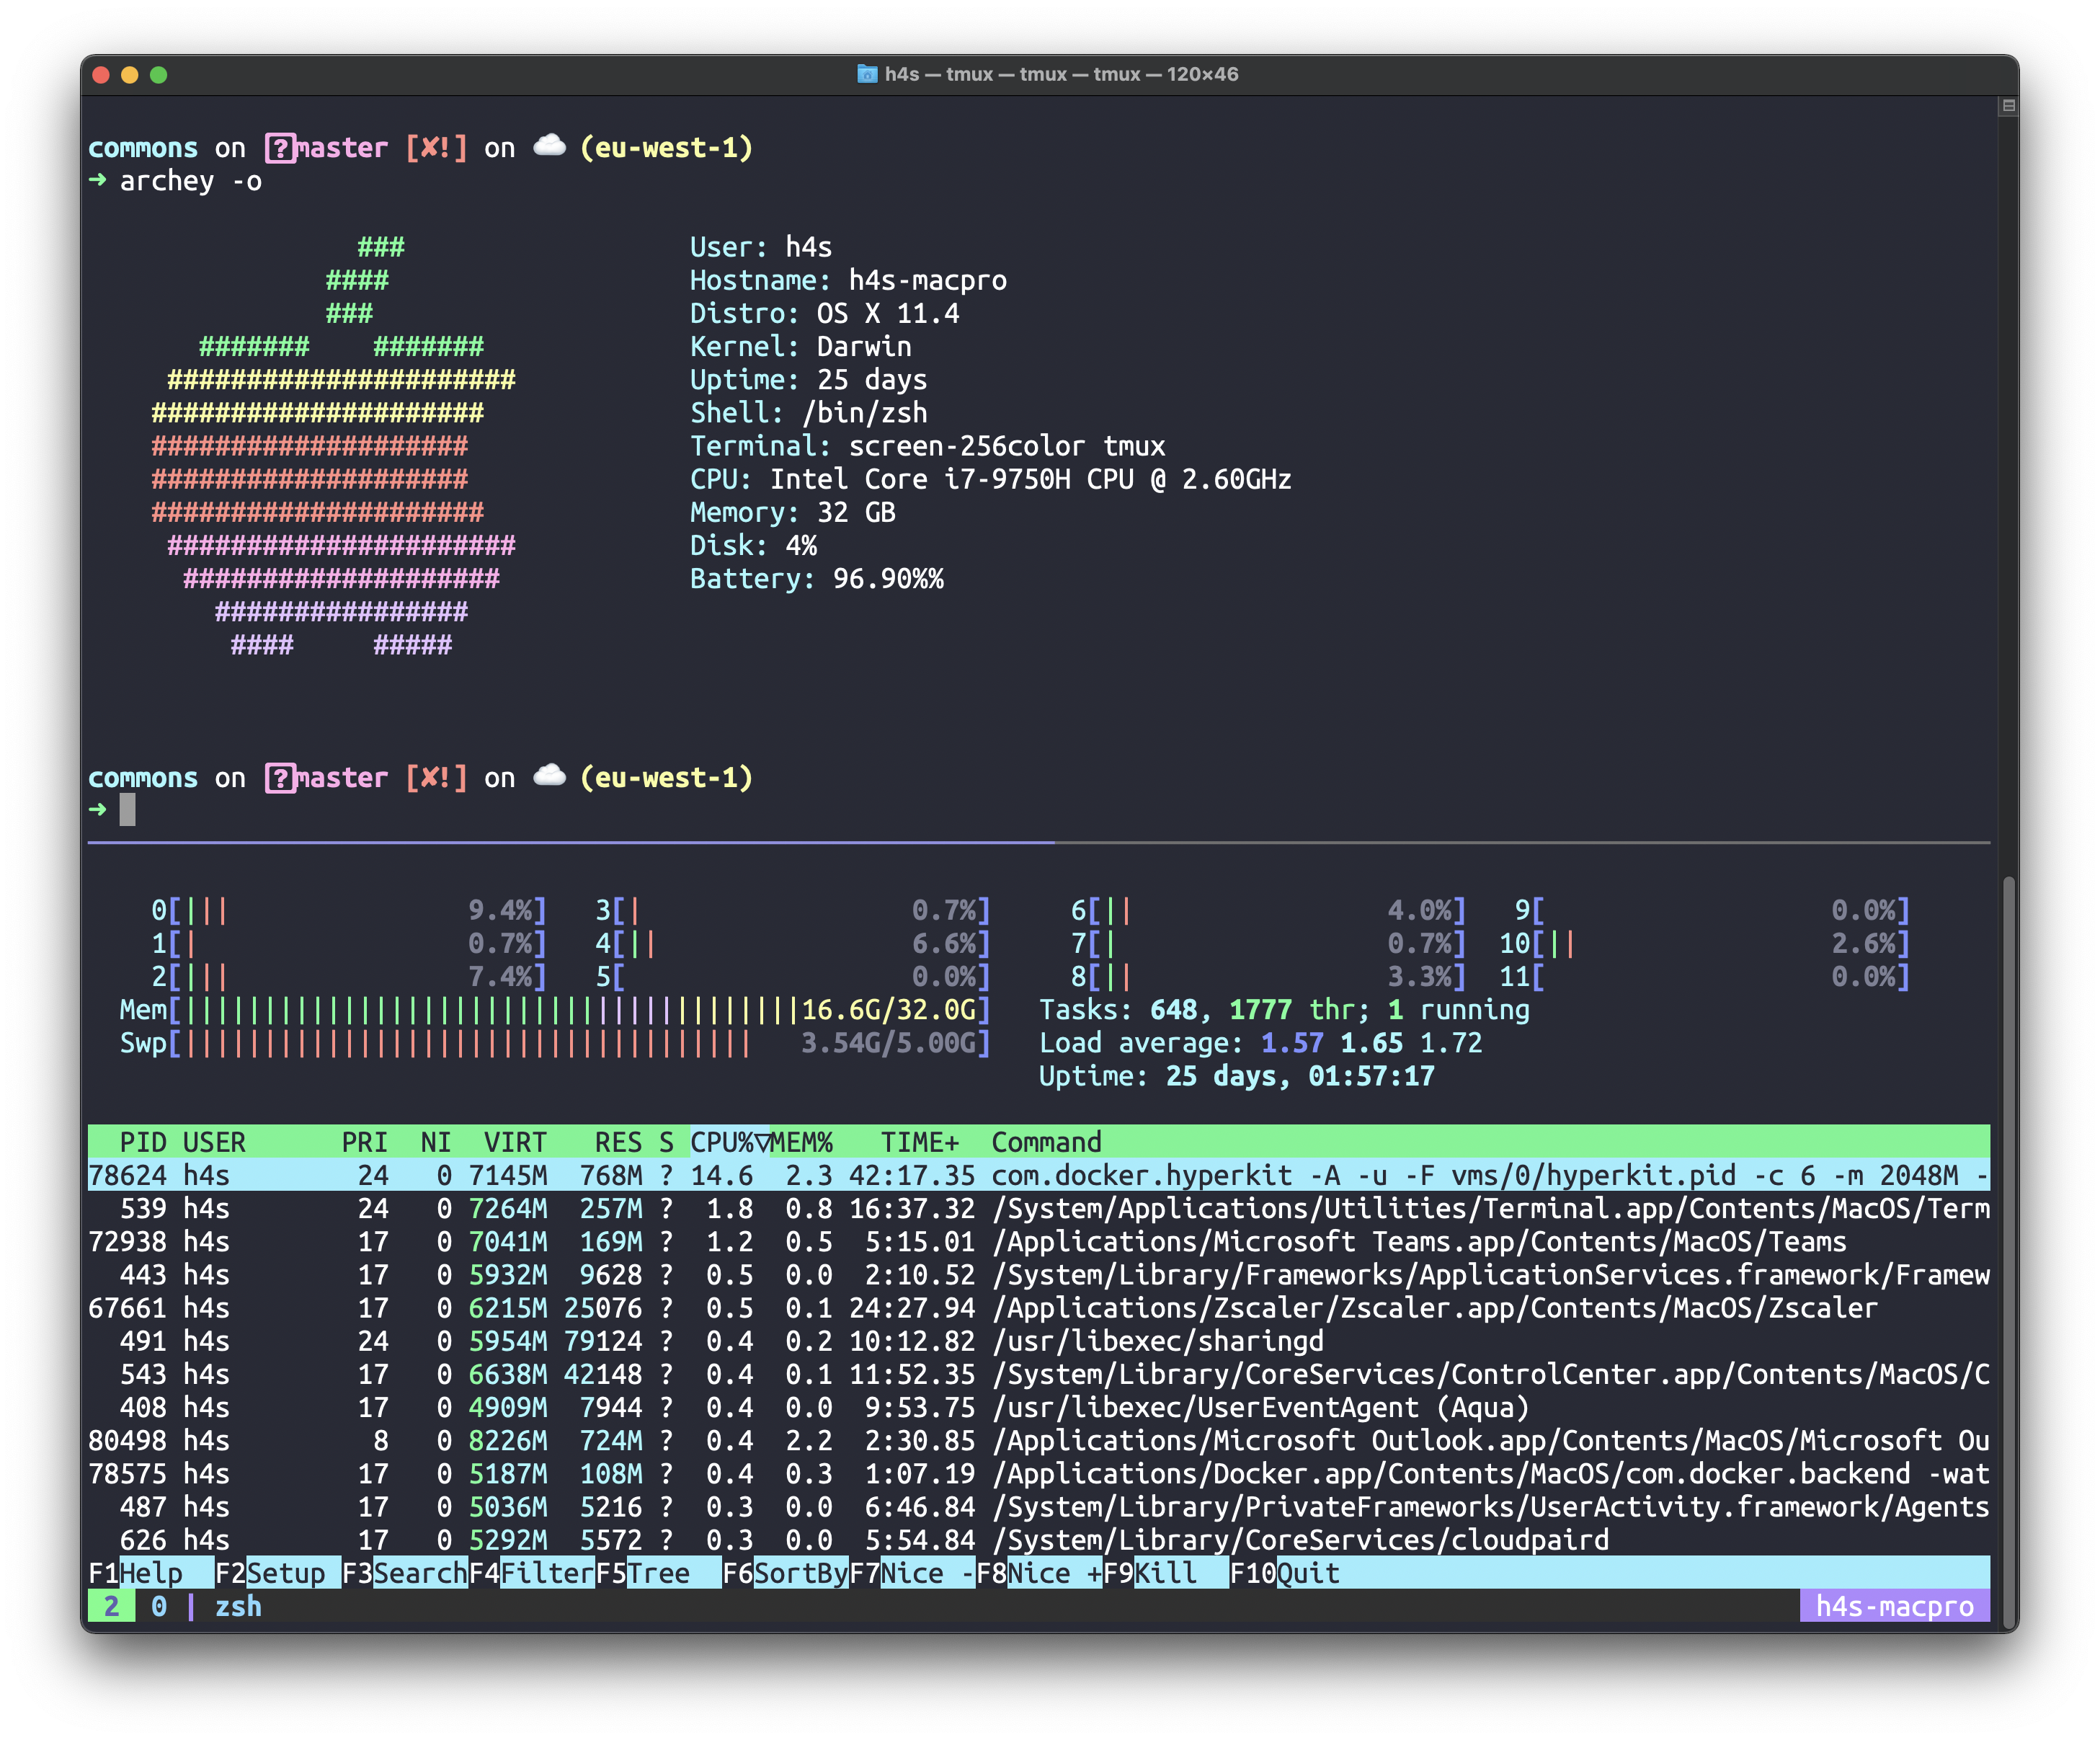 h4s — tmux — tmux — tmux — 120×46
commons on [?]master [✘!] on ☁️ (eu-west-1)
➜ archey -o
                 ###                  User: h4s
               ####                   Hostname: h4s-macpro
               ###                    Distro: OS X 11.4
       #######    #######             Kernel: Darwin
     ######################           Uptime: 25 days
    #####################             Shell: /bin/zsh
    ####################              Terminal: screen-256color tmux
    ####################              CPU: Intel Core i7-9750H CPU @ 2.60GHz
    #####################             Memory: 32 GB
     ######################           Disk: 4%
      ####################            Battery: 96.90%%
        ################
         ####     #####
commons on [?]master [✘!] on ☁️ (eu-west-1)
➜
0[||| 9.4%] 3[| 0.7%] 6[|| 4.0%] 9[ 0.0%]
1[| 0.7%] 4[|| 6.6%] 7[| 0.7%] 10[|| 2.6%]
2[||| 7.4%] 5[ 0.0%] 8[|| 3.3%] 11[ 0.0%]
Mem[|||||||||||||||||||||||||||||||||||||||16.6G/32.0G] Tasks: 648, 1777 thr; 1 running
Swp[|||||||||||||||||||||||||||||||||||| 3.54G/5.00G] Load average: 1.57 1.65 1.72
Uptime: 25 days, 01:57:17
PID USER PRI NI VIRT RES S CPU%▽MEM% TIME+ Command
78624 h4s 24 0 7145M 768M ? 14.6 2.3 42:17.35 com.docker.hyperkit -A -u -F vms/0/hyperkit.pid -c 6 -m 2048M -
539 h4s 24 0 7264M 257M ? 1.8 0.8 16:37.32 /System/Applications/Utilities/Terminal.app/Contents/MacOS/Term
72938 h4s 17 0 7041M 169M ? 1.2 0.5 5:15.01 /Applications/Microsoft Teams.app/Contents/MacOS/Teams
443 h4s 17 0 5932M 9628 ? 0.5 0.0 2:10.52 /System/Library/Frameworks/ApplicationServices.framework/Framew
67661 h4s 17 0 6215M 25076 ? 0.5 0.1 24:27.94 /Applications/Zscaler/Zscaler.app/Contents/MacOS/Zscaler
491 h4s 24 0 5954M 79124 ? 0.4 0.2 10:12.82 /usr/libexec/sharingd
543 h4s 17 0 6638M 42148 ? 0.4 0.1 11:52.35 /System/Library/CoreServices/ControlCenter.app/Contents/MacOS/C
408 h4s 17 0 4909M 7944 ? 0.4 0.0 9:53.75 /usr/libexec/UserEventAgent (Aqua)
80498 h4s 8 0 8226M 724M ? 0.4 2.2 2:30.85 /Applications/Microsoft Outlook.app/Contents/MacOS/Microsoft Ou
78575 h4s 17 0 5187M 108M ? 0.4 0.3 1:07.19 /Applications/Docker.app/Contents/MacOS/com.docker.backend -wat
487 h4s 17 0 5036M 5216 ? 0.3 0.0 6:46.84 /System/Library/PrivateFrameworks/UserActivity.framework/Agents
626 h4s 17 0 5292M 5572 ? 0.3 0.0 5:54.84 /System/Library/CoreServices/cloudpaird
F1Help F2Setup F3SearchF4FilterF5Tree F6SortByF7Nice -F8Nice +F9Kill F10Quit
2 0 | zsh h4s-macpro